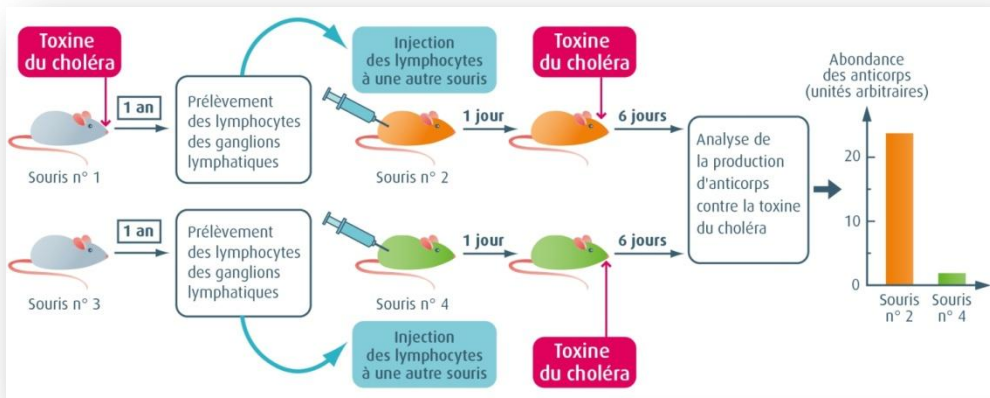 Toxine
du choléra
1 an
Prélèvement
des lymphocytes
des ganglions
lymphatiques
Souris n° 1
Injection
des lymphocytes
à une autre souris
Souris n° 2
1 jour
Toxine
du choléra
6 jours
Analyse de
la production
d'anticorps
contre la toxine
du choléra
Abondance
des anticorps
(unités arbitraires)
20
10
0
Souris
n° 2
Souris
n° 4
1 an
Prélèvement
des lymphocytes
des ganglions
lymphatiques
Souris n° 3
Souris n° 4
1 jour
6 jours
Injection
des lymphocytes
à une autre souris
Toxine
du choléra